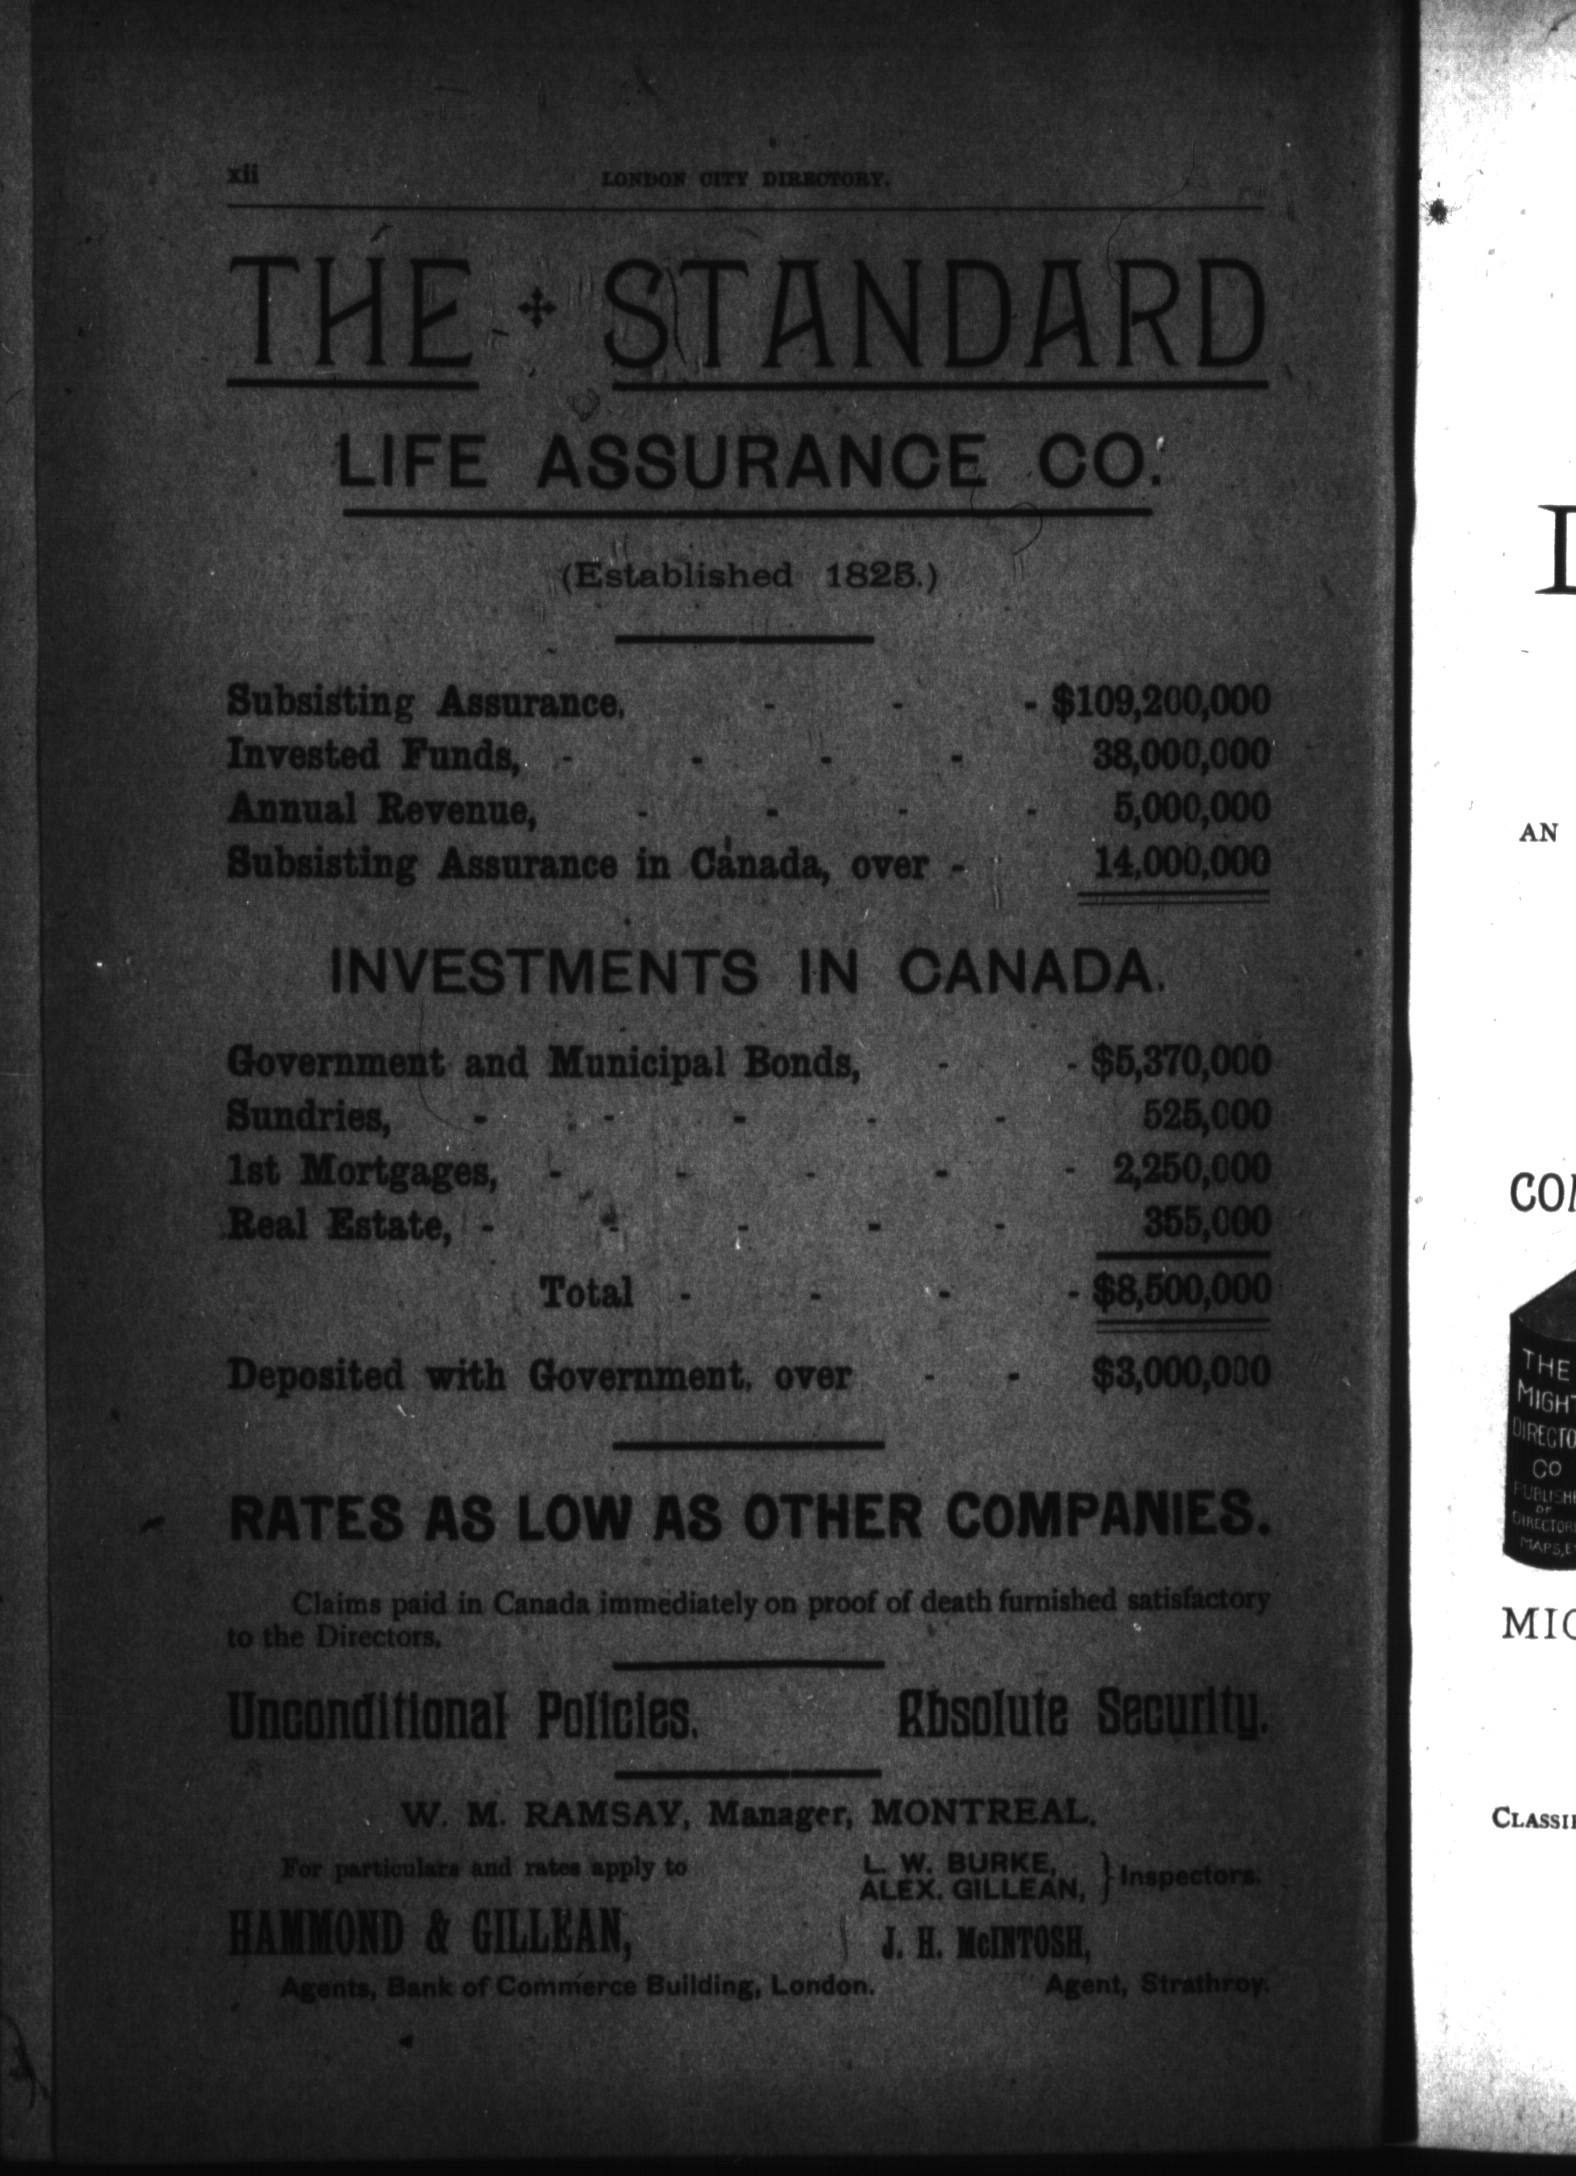 xii LONDON CITY DIRECTORY.
THE STANDARD
LIFE ASSURANCE CO.
(Established 1825.)
Subsisting Assurance, - - - $109,200,000
Invested Funds, - - - - 38,000,000
Annual Revenue, - - - - 5,000,000
Subsisting Assurance in Canada, over - 14,000,000
INVESTMENTS IN CANADA.
Government and Municipal Bonds, - - $5,370,000
Sundries, - - - - - 525,000
1st Mortgages, - - - - - 2,250,000
Real Estate, - - - - - 355,000
Total - - - - $8,500,000
Deposited with Government, over - - $3,000,000
RATES AS LOW AS OTHER COMPANIES.
Claims paid in Canada immediately on proof of death furnished satisfactory
to the Directors.
Unconditional Policies. Absolute Security.
W. M. RAMSAY, Manager, MONTREAL.
For particulars and rates apply to
HAMMOND & GILLEAN,
Agents, Bank of Commerce Building, London.
L. W. BURKE,
ALEX. GILLEAN, } Inspectors.
J. H. McINTOSH,
Agent, Strathroy.
AN
THE
CO
OF